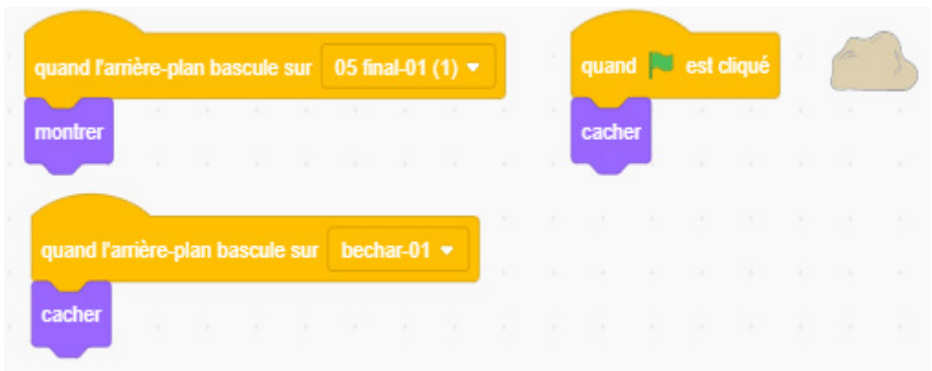 quand l'arrière-plan bascule sur 05 final-01 (1)
montrer
quand est cliqué
cacher
quand l'arrière-plan bascule sur bechar-01
cacher